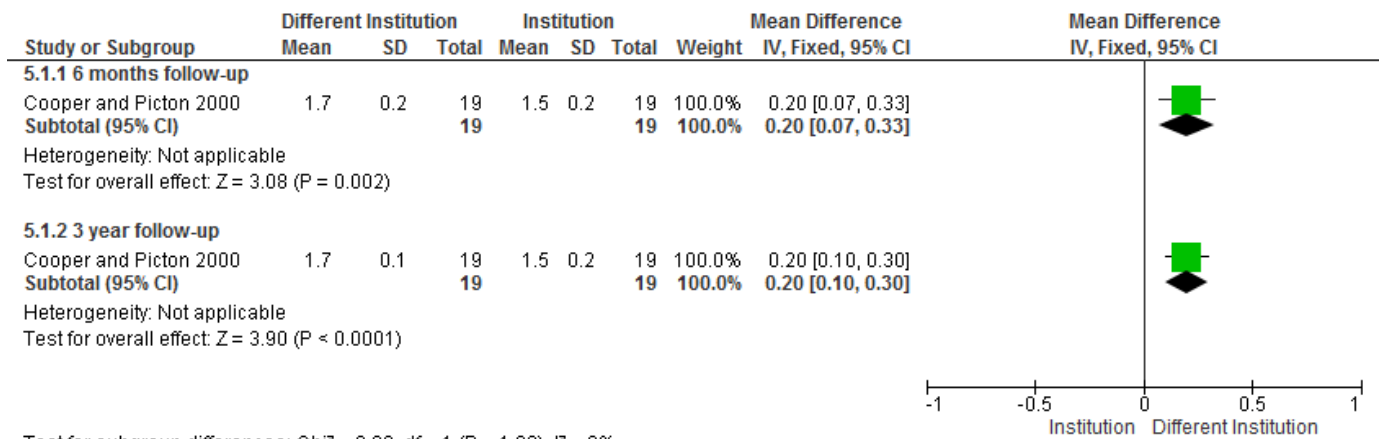 Different Institution Institution Mean Difference Mean Difference
Study or Subgroup Mean SD Total Mean SD Total Weight IV, Fixed, 95% CI IV, Fixed, 95% CI
5.1.1 6 months follow-up
Cooper and Picton 2000 1.7 0.2 19 1.5 0.2 19 100.0% 0.20 [0.07, 0.33]
Subtotal (95% CI) 19 19 100.0% 0.20 [0.07, 0.33]
Heterogeneity: Not applicable
Test for overall effect: Z = 3.08 (P = 0.002)
5.1.2 3 year follow-up
Cooper and Picton 2000 1.7 0.1 19 1.5 0.2 19 100.0% 0.20 [0.10, 0.30]
Subtotal (95% CI) 19 19 100.0% 0.20 [0.10, 0.30]
Heterogeneity: Not applicable
Test for overall effect: Z = 3.90 (P < 0.0001)
-1 -0.5 0 0.5 1
Institution Different Institution
Test for subgroup differences: